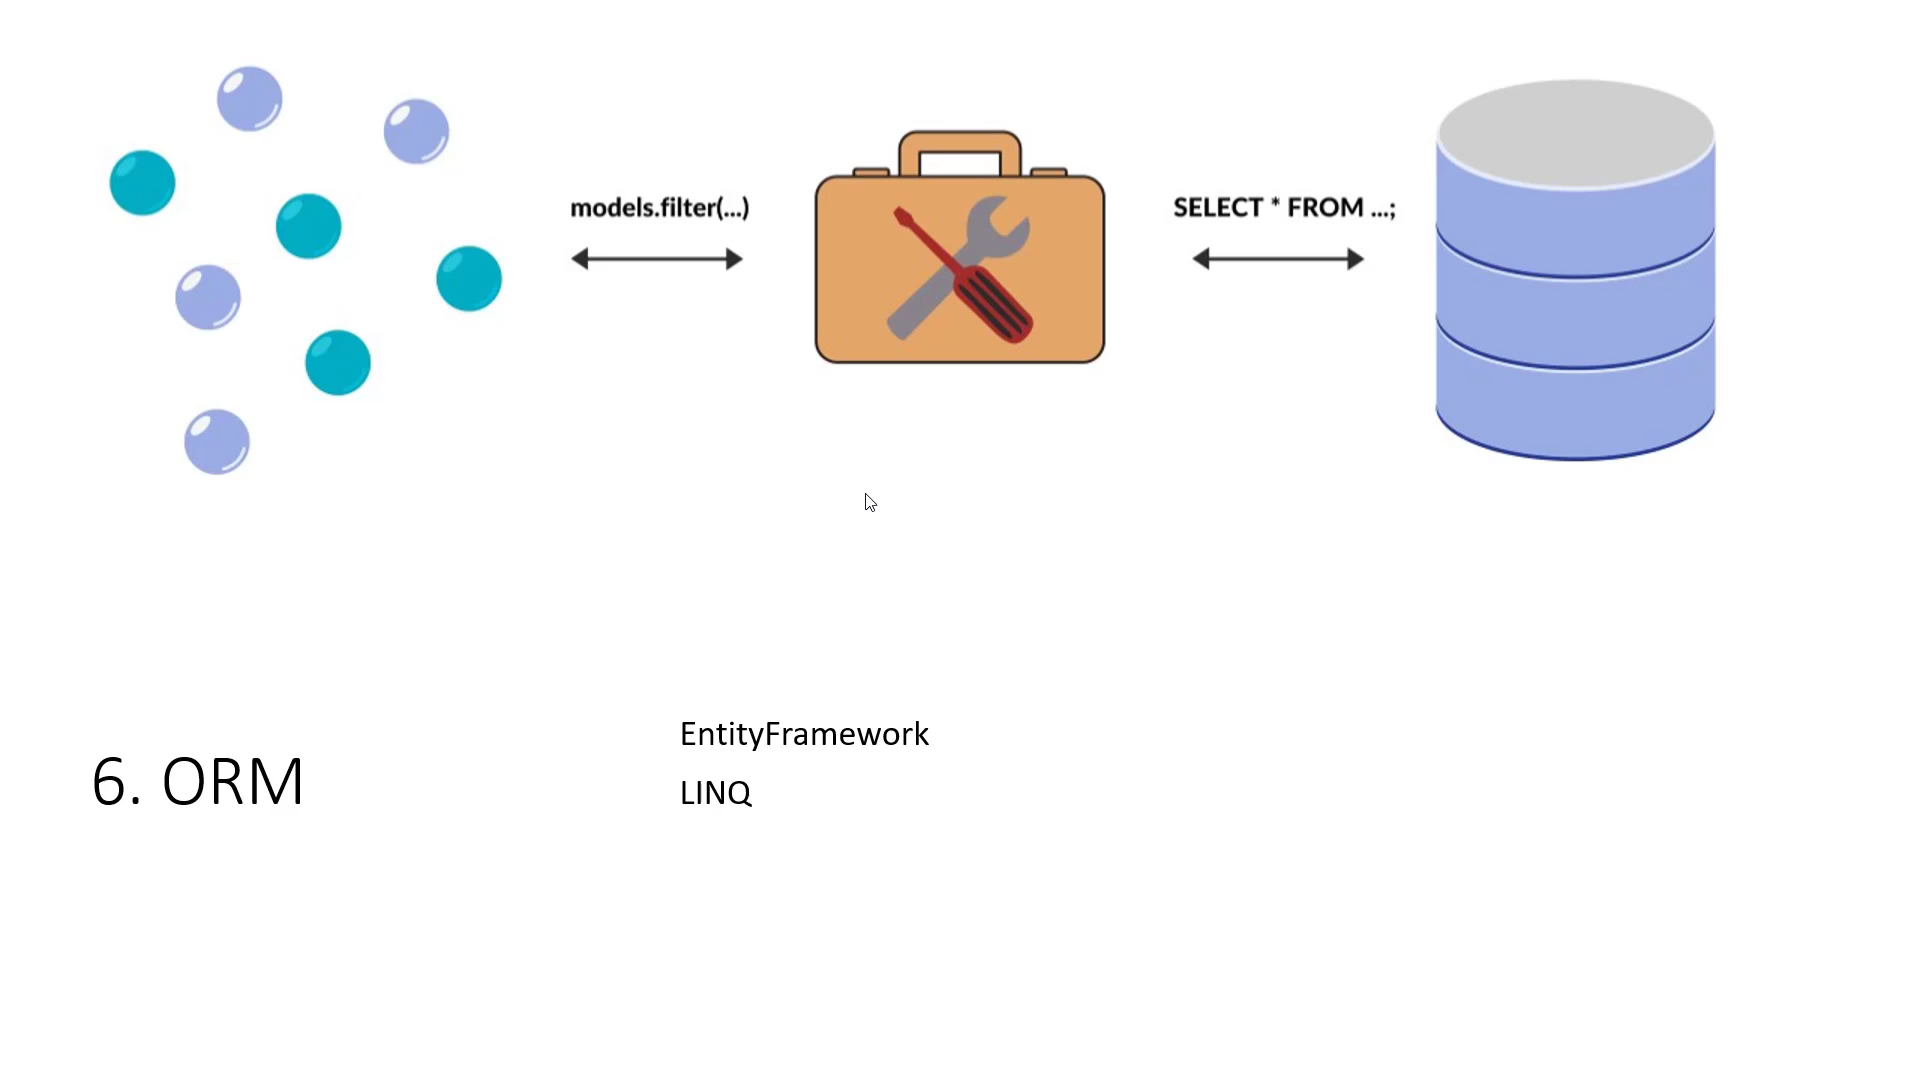 models.filter(...)
SELECT * FROM ...;
6. ORM
EntityFramework
LINQ